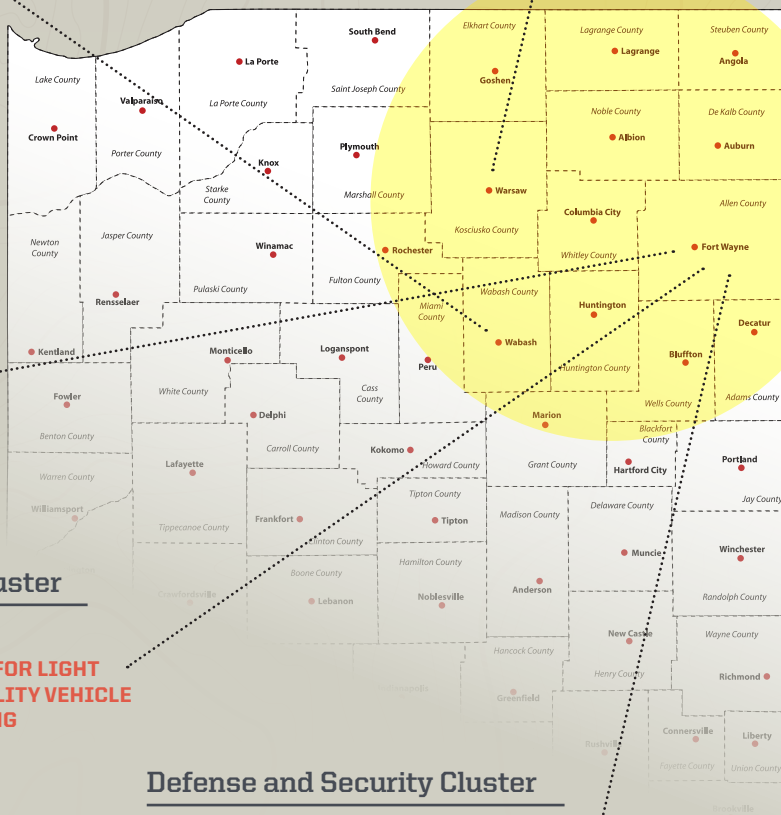 South Bend
Elkhart County
Lagrange County
Steuben County
Lagrange
Angola
La Porte
Goshen
Lake County
Saint Joseph County
La Porte County
Valparaiso
Noble County
De Kalb County
Crown Point
Albion
Auburn
Porter County
Plymouth
Knox
Starke
County
Marshall County
Warsaw
Allen County
Columbia City
Jasper County
Newton
County
Kosciusko County
Winamac
Rochester
Whitley County
Fort Wayne
Pulaski County
Fulton County
Miami
County
Wabash County
Rensselaer
Huntington
Decatur
Kentland
Monticello
Loganspont
Peru
Wabash
Bluffton
Huntington County
White County
Cass
County
Fowler
Adams County
Wells County
Delphi
Marion
Benton County
Blackfort
County
Carroll County
Kokomo
Howard County
Grant County
Hartford City
Portland
Lafayette
Warren County
Tipton County
Jay County
Williamsport
Madison County
Delaware County
Frankfort
Tipton
Tippecanoe County
Clinton County
Muncie
Winchester
Hamilton County
Boone County
uster
Crawfordsville
Lebanon
Noblesville
Anderson
Randolph County
New Castle
Wayne County
Hancock County
FOR LIGHT
LITY VEHICLE
NG
Henry County
Richmond
Greenfield
Connersville
Liberty
Rushville
Fayette County
Union County
Defense and Security Cluster